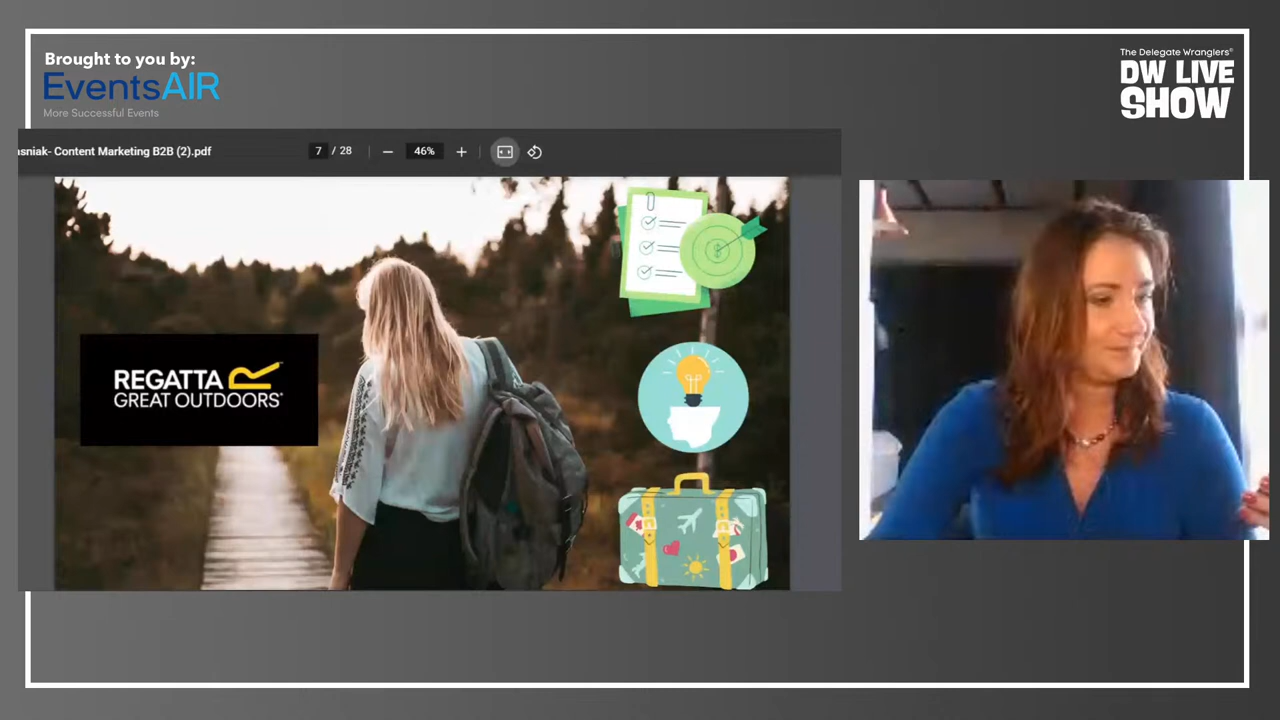 Brought to you by:
EventsAIR
More Successful Events
The Delegate Wranglers®
DW LIVE
SHOW
sniak- Content Marketing B2B (2).pdf
7 / 28
46%
REGATTA
GREAT OUTDOORS